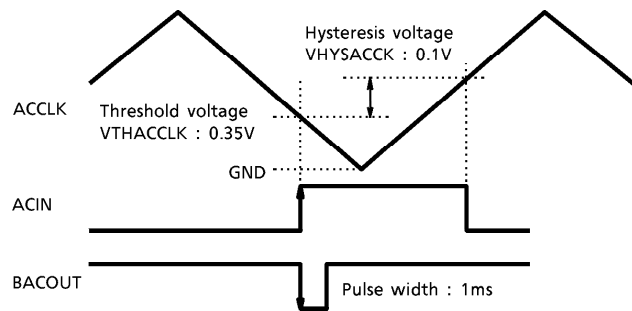 Hysteresis voltage
VHYSACCK : 0.1V
ACCLK
Threshold voltage
VTHACCLK : 0.35V
GND
ACIN
BACOUT
Pulse width : 1ms